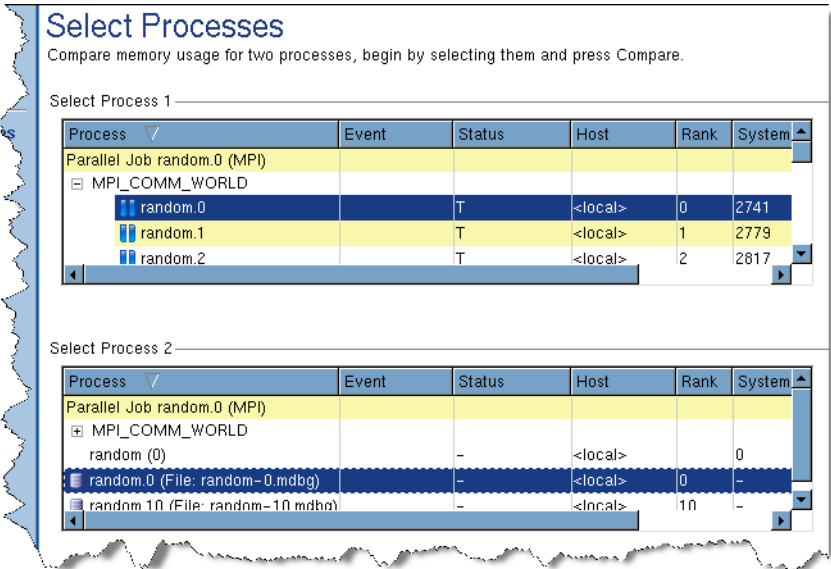 Select Processes
Compare memory usage for two processes, begin by selecting them and press Compare.
Select Process 1
Process Event Status Host Rank System
Parallel Job random.0 (MPI)
MPI_COMM_WORLD
random.0 T <local> 0 2741
random.1 T <local> 1 2779
random.2 T <local> 2 2817
Select Process 2
Process Event Status Host Rank System
Parallel Job random.0 (MPI)
MPI_COMM_WORLD
random (0) - <local> 0
random.0 (File: random-0.mdbg) <local> 0 -
random.10 (File: random-10.mdbg) - <local> 10 -